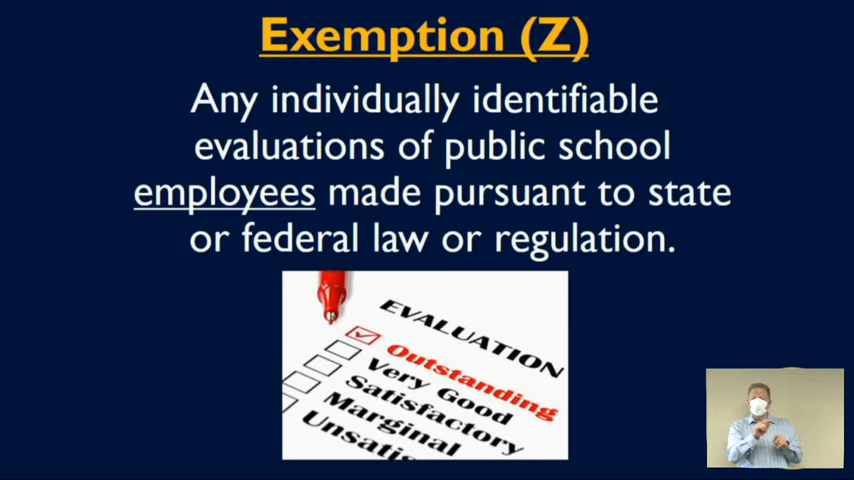 Exemption (Z)
Any individually identifiable
evaluations of public school
employees made pursuant to state
or federal law or regulation.
EVALUATION
Outstanding
Very Good
Satisfactory
Marginal